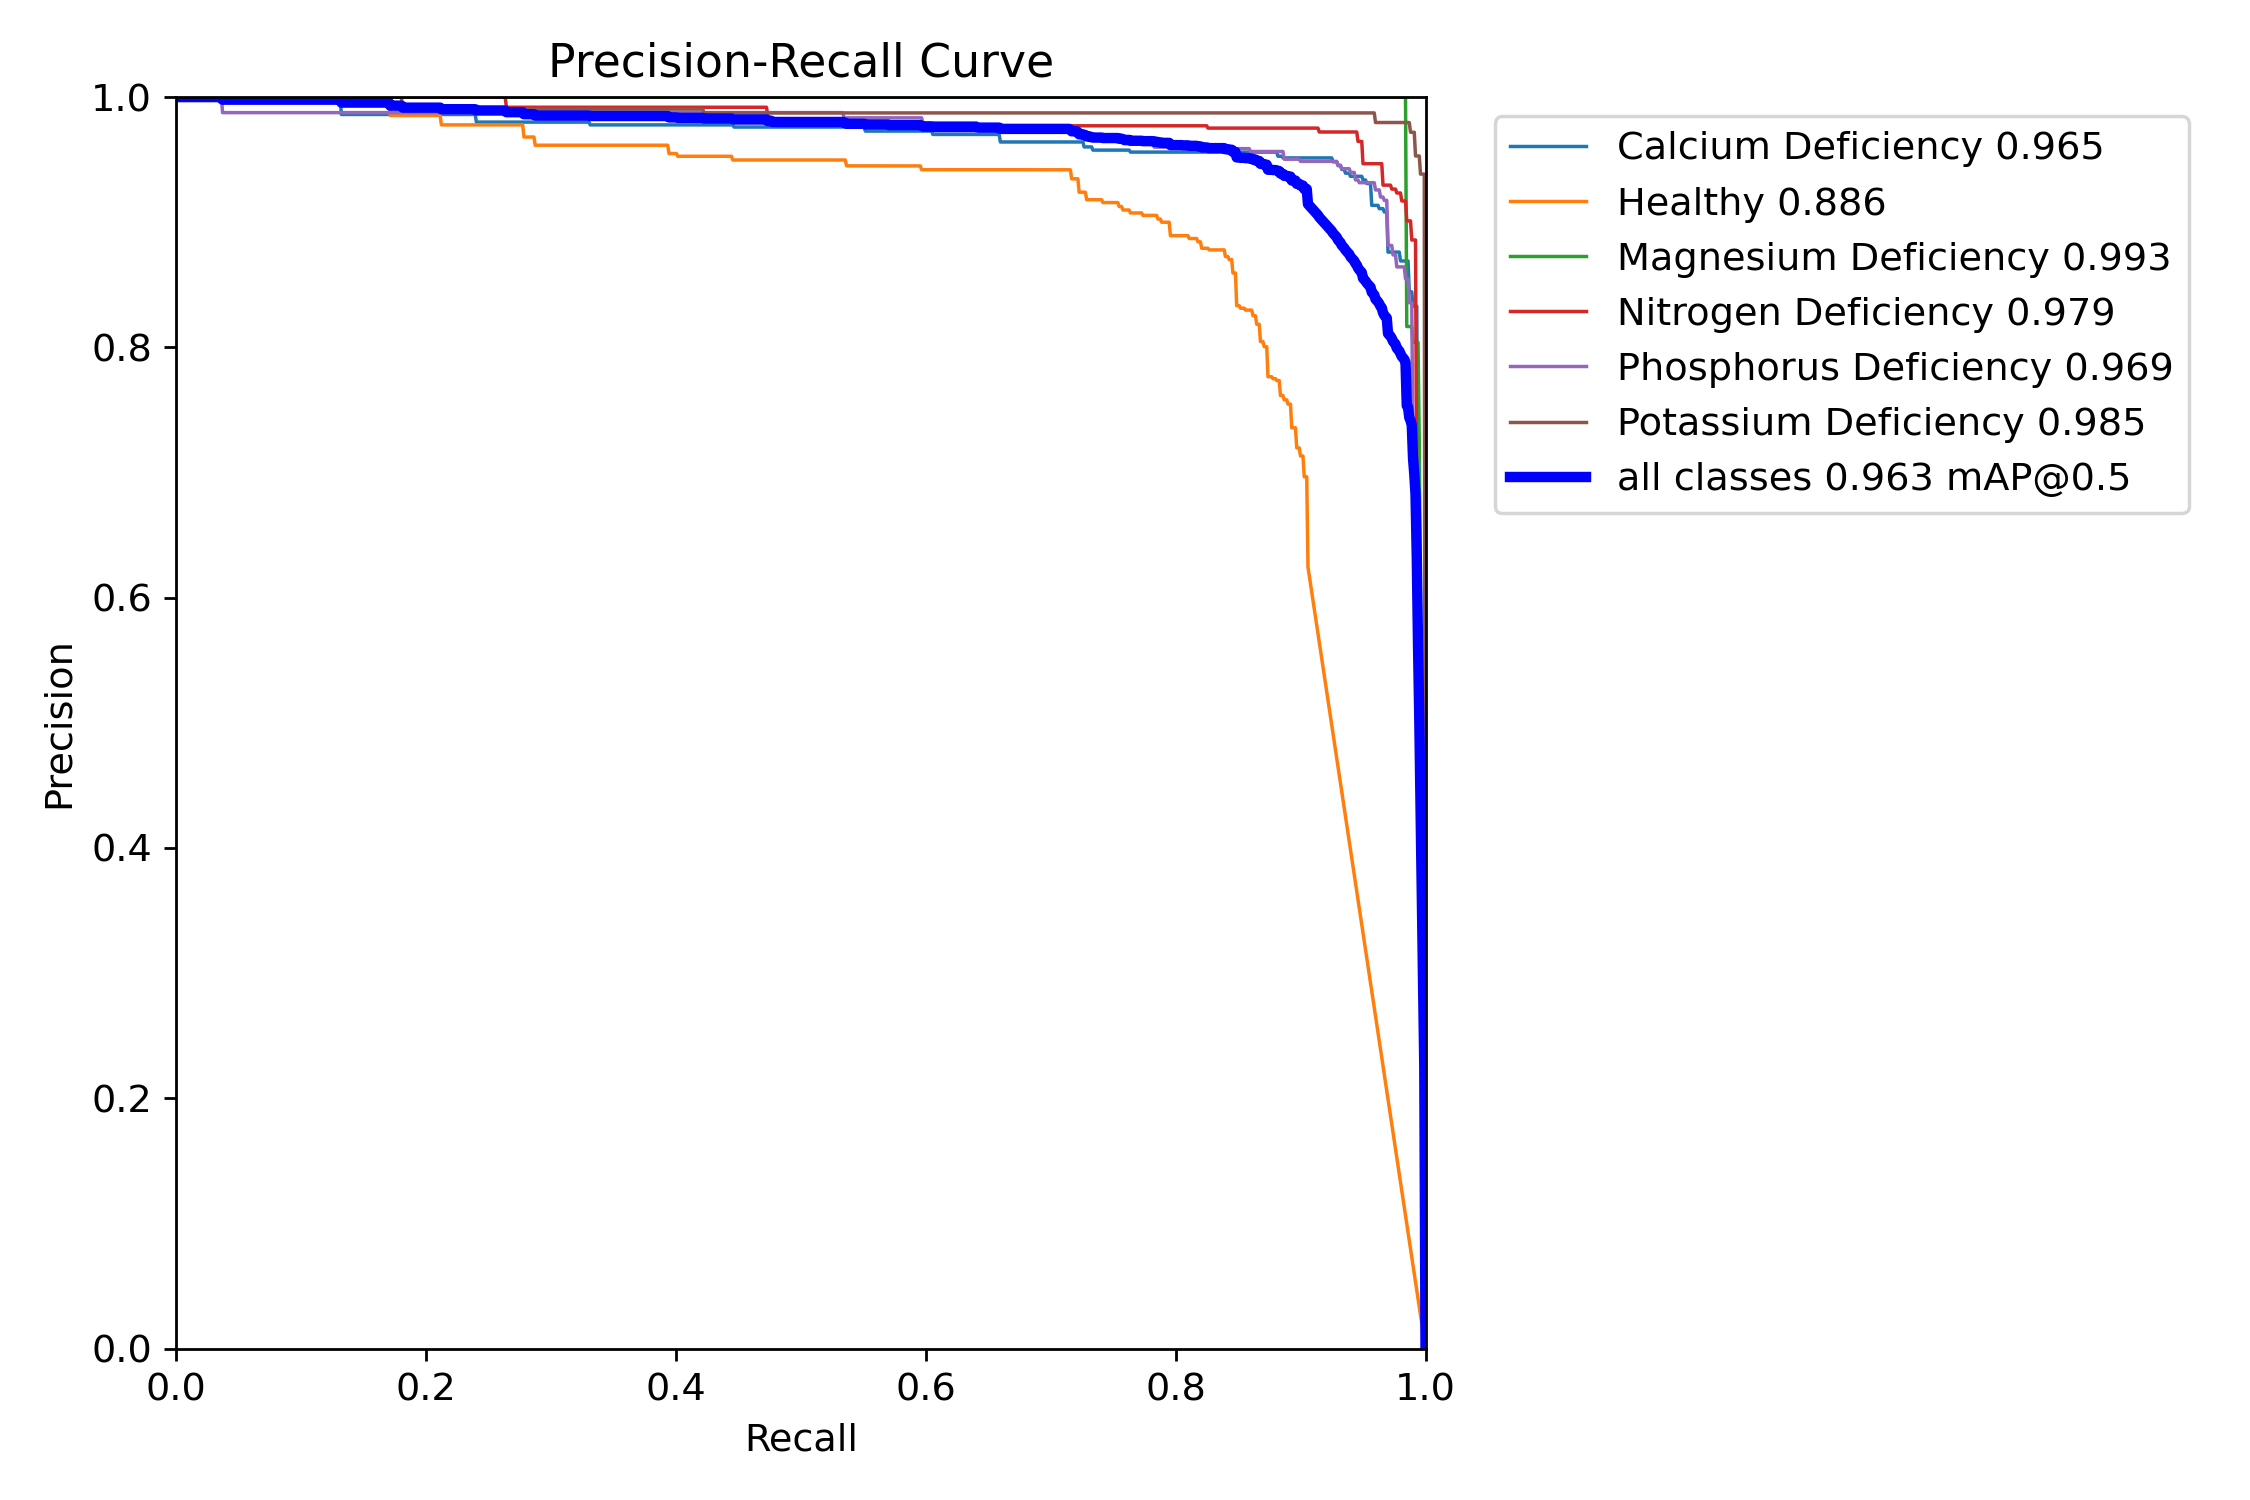 Precision-Recall Curve
1.0
0.8
0.6
0.4
0.2
0.0
Precision
0.0 0.2 0.4 0.6 0.8 1.0
Recall
Calcium Deficiency 0.965
Healthy 0.886
Magnesium Deficiency 0.993
Nitrogen Deficiency 0.979
Phosphorus Deficiency 0.969
Potassium Deficiency 0.985
all classes 0.963 mAP@0.5